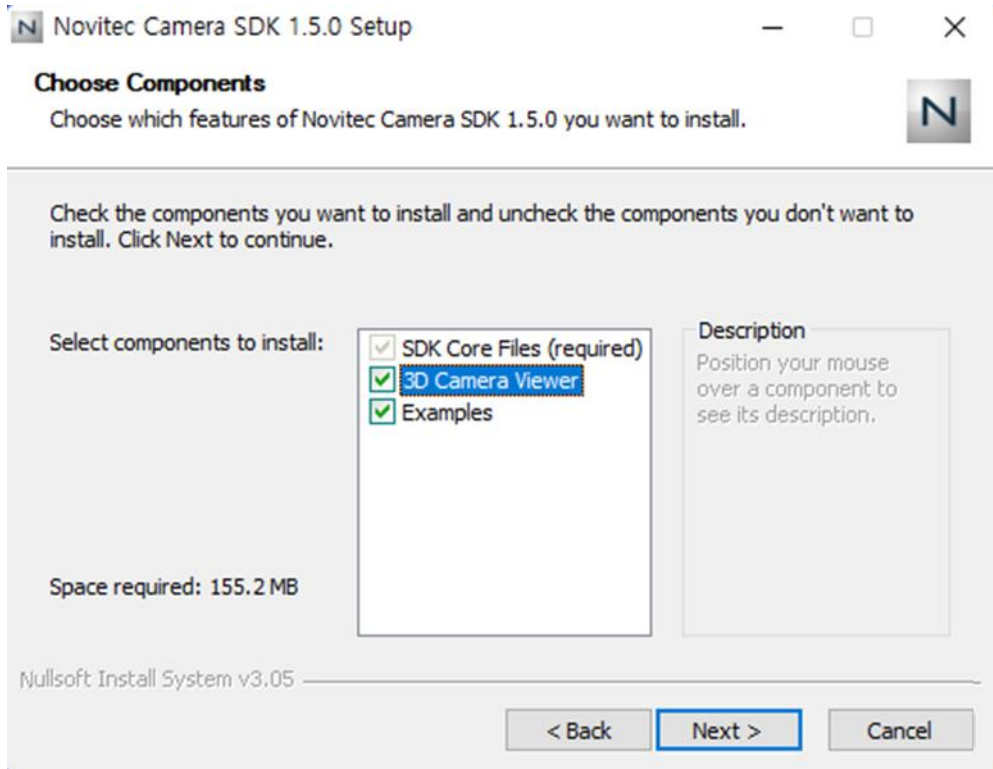 N Novitec Camera SDK 1.5.0 Setup
Choose Components
Choose which features of Novitec Camera SDK 1.5.0 you want to install.
N
Check the components you want to install and uncheck the components you don't want to
install. Click Next to continue.
Select components to install:
SDK Core Files (required)
3D Camera Viewer
Examples
Description
Position your mouse
over a component to
see its description.
Space required: 155.2 MB
Nullsoft Install System v3.05
< Back
Next >
Cancel